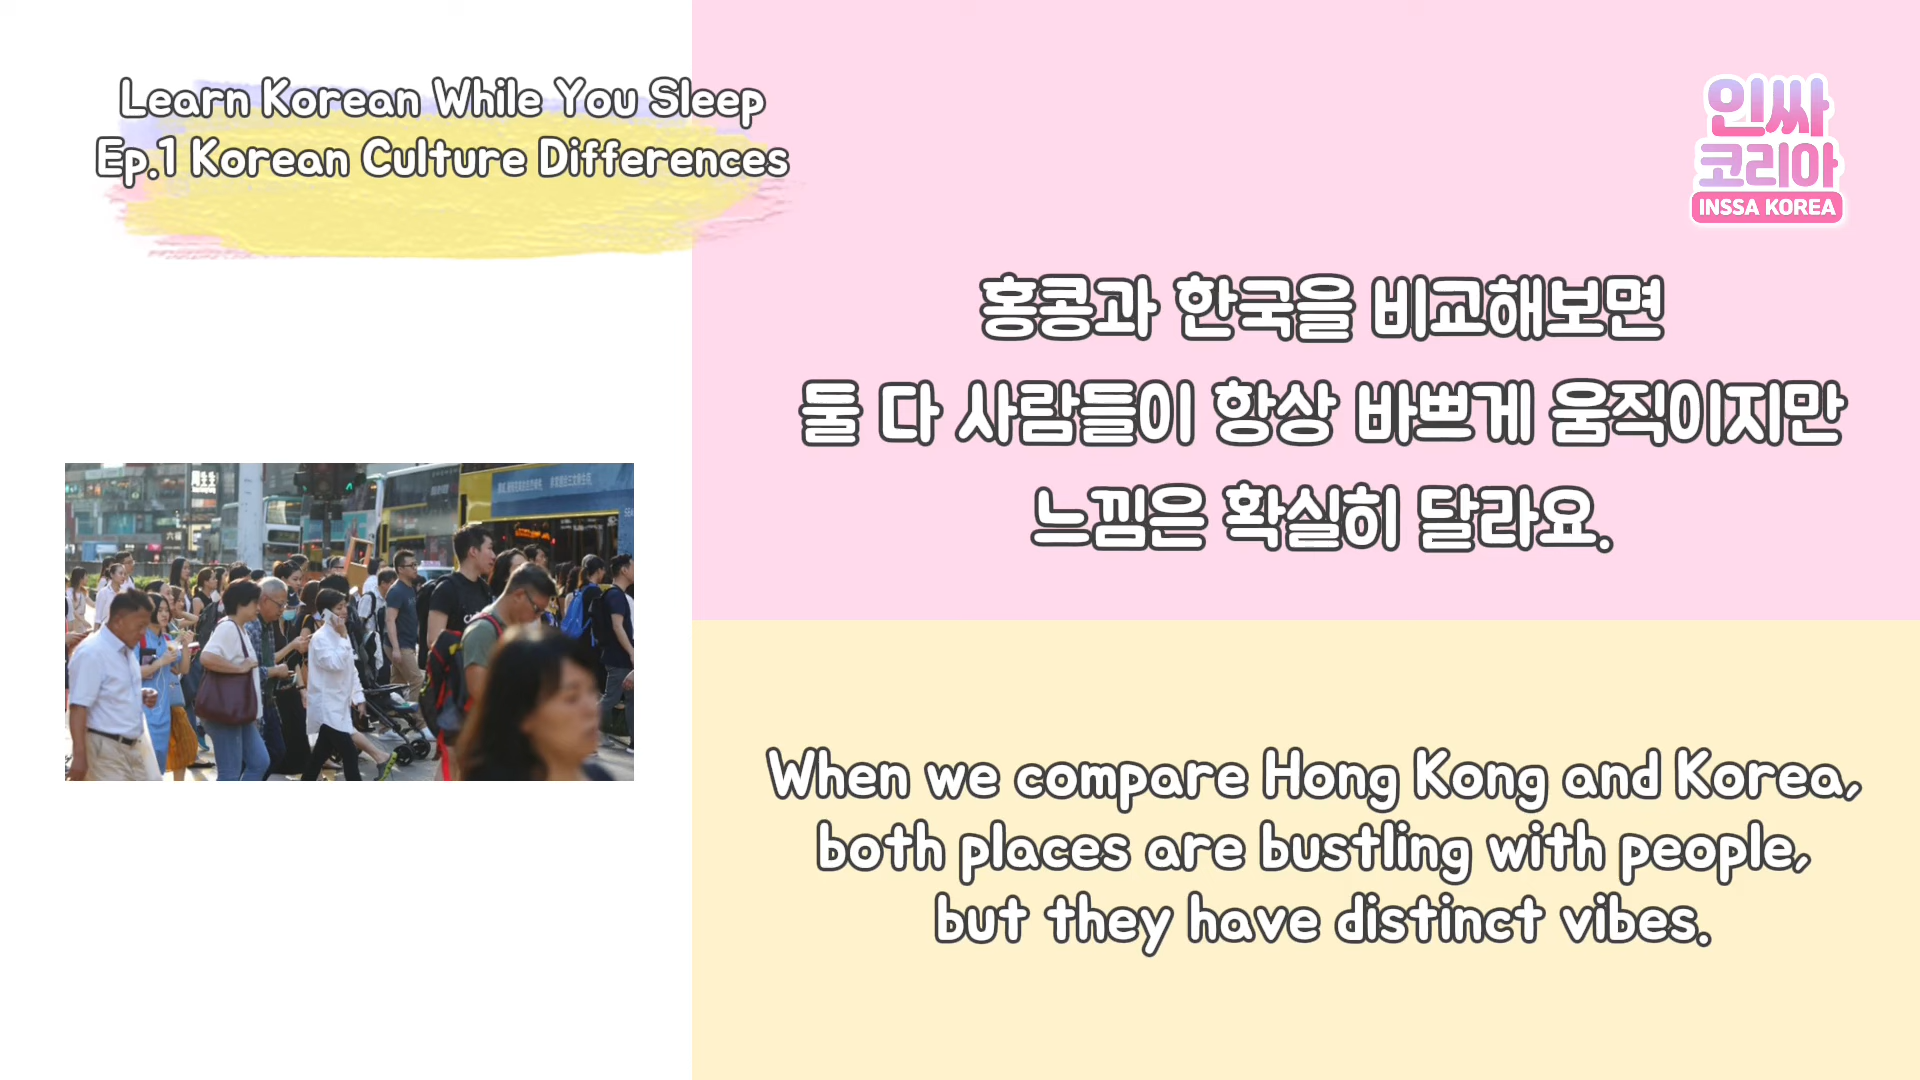 Learn Korean While You Sleep
Ep.1 Korean Culture Differences
인싸
코리아
INSSA KOREA
홍콩과 한국을 비교해보면
둘 다 사람들이 항상 바쁘게 움직이지만
느낌은 확실히 달라요.
When we compare Hong Kong and Korea,
both places are bustling with people,
but they have distinct vibes.